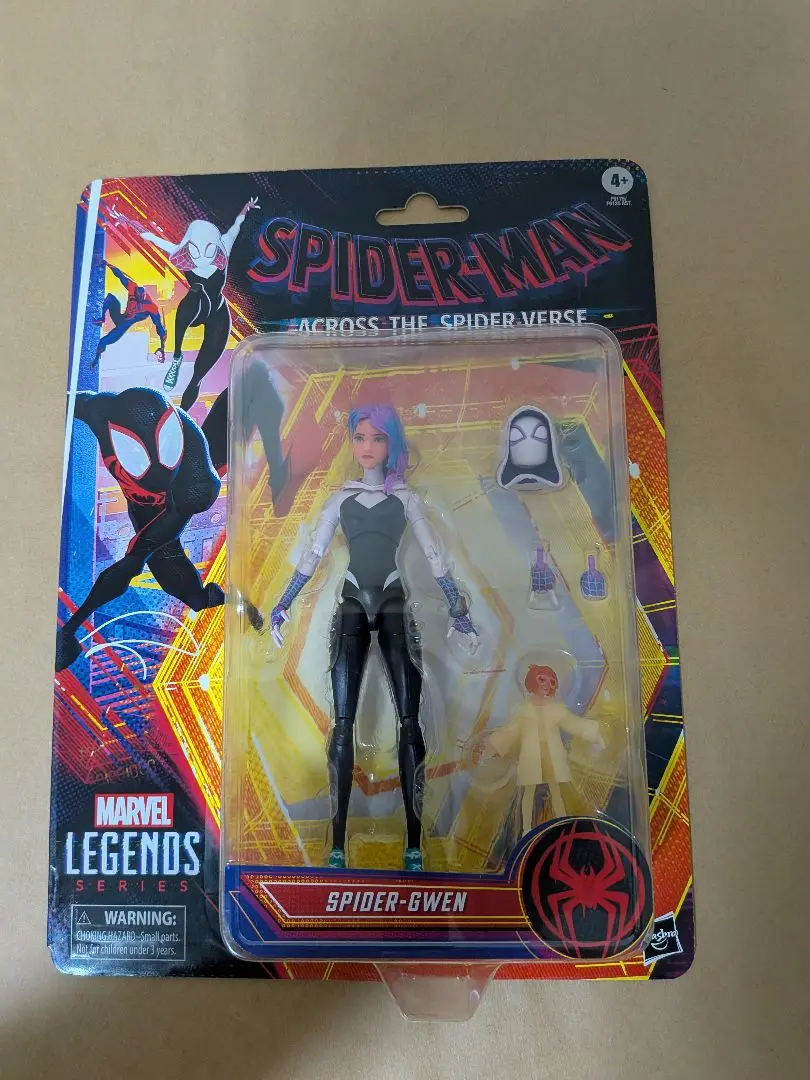 4+
SPIDER-MAN
ACROSS THE SPIDER-VERSE
MARVEL
LEGENDS
SERIES
WARNING:
CHOKING HAZARD–Small parts.
Not for children under 3 years.
SPIDER-GWEN
Hasbro